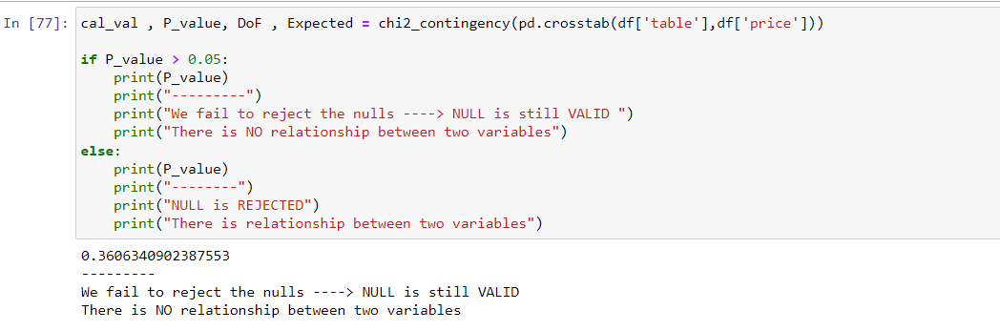 In [77]: cal_val , P_value, DoF , Expected = chi2_contingency(pd.crosstab(df['table'],df['price']))
if P_value > 0.05:
    print(P_value)
    print("---------")
    print("We fail to reject the nulls ----> NULL is still VALID ")
    print("There is NO relationship between two variables")
else:
    print(P_value)
    print("--------")
    print("NULL is REJECTED")
    print("There is relationship between two variables")
0.3606340902387553
---------
We fail to reject the nulls ----> NULL is still VALID
There is NO relationship between two variables